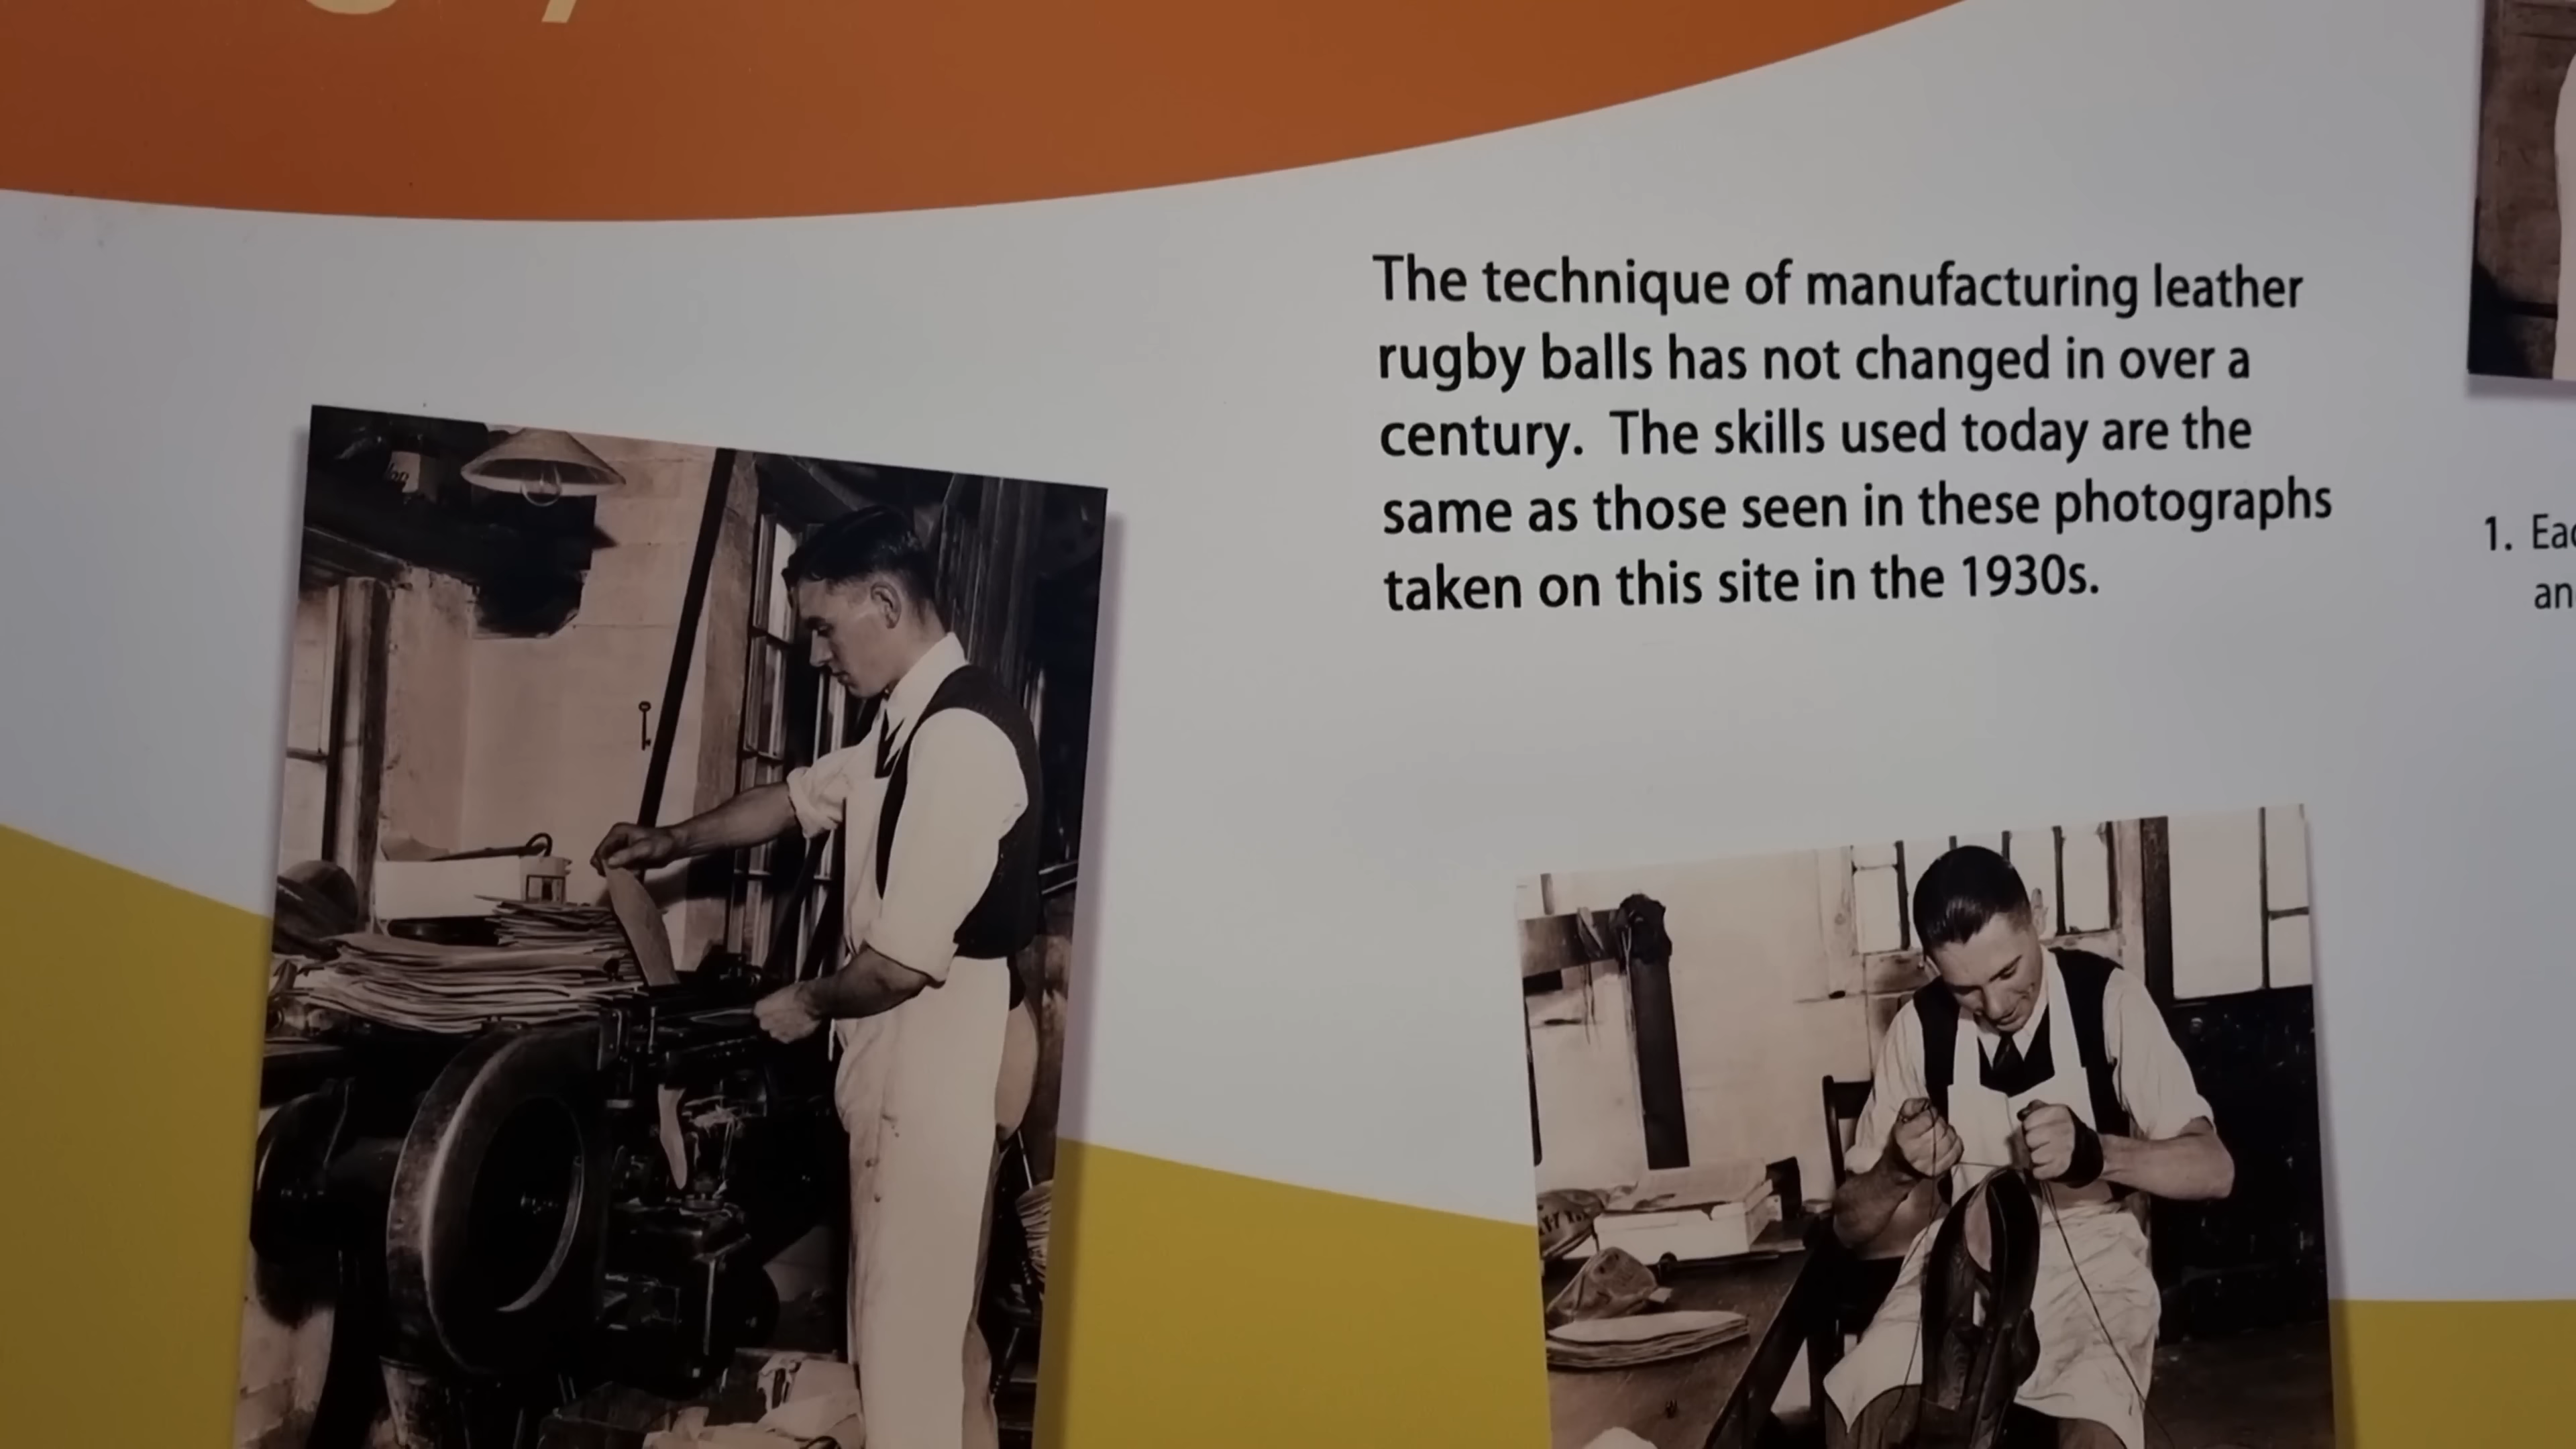 The technique of manufacturing leather
rugby balls has not changed in over a
century. The skills used today are the
same as those seen in these photographs
taken on this site in the 1930s.
1.